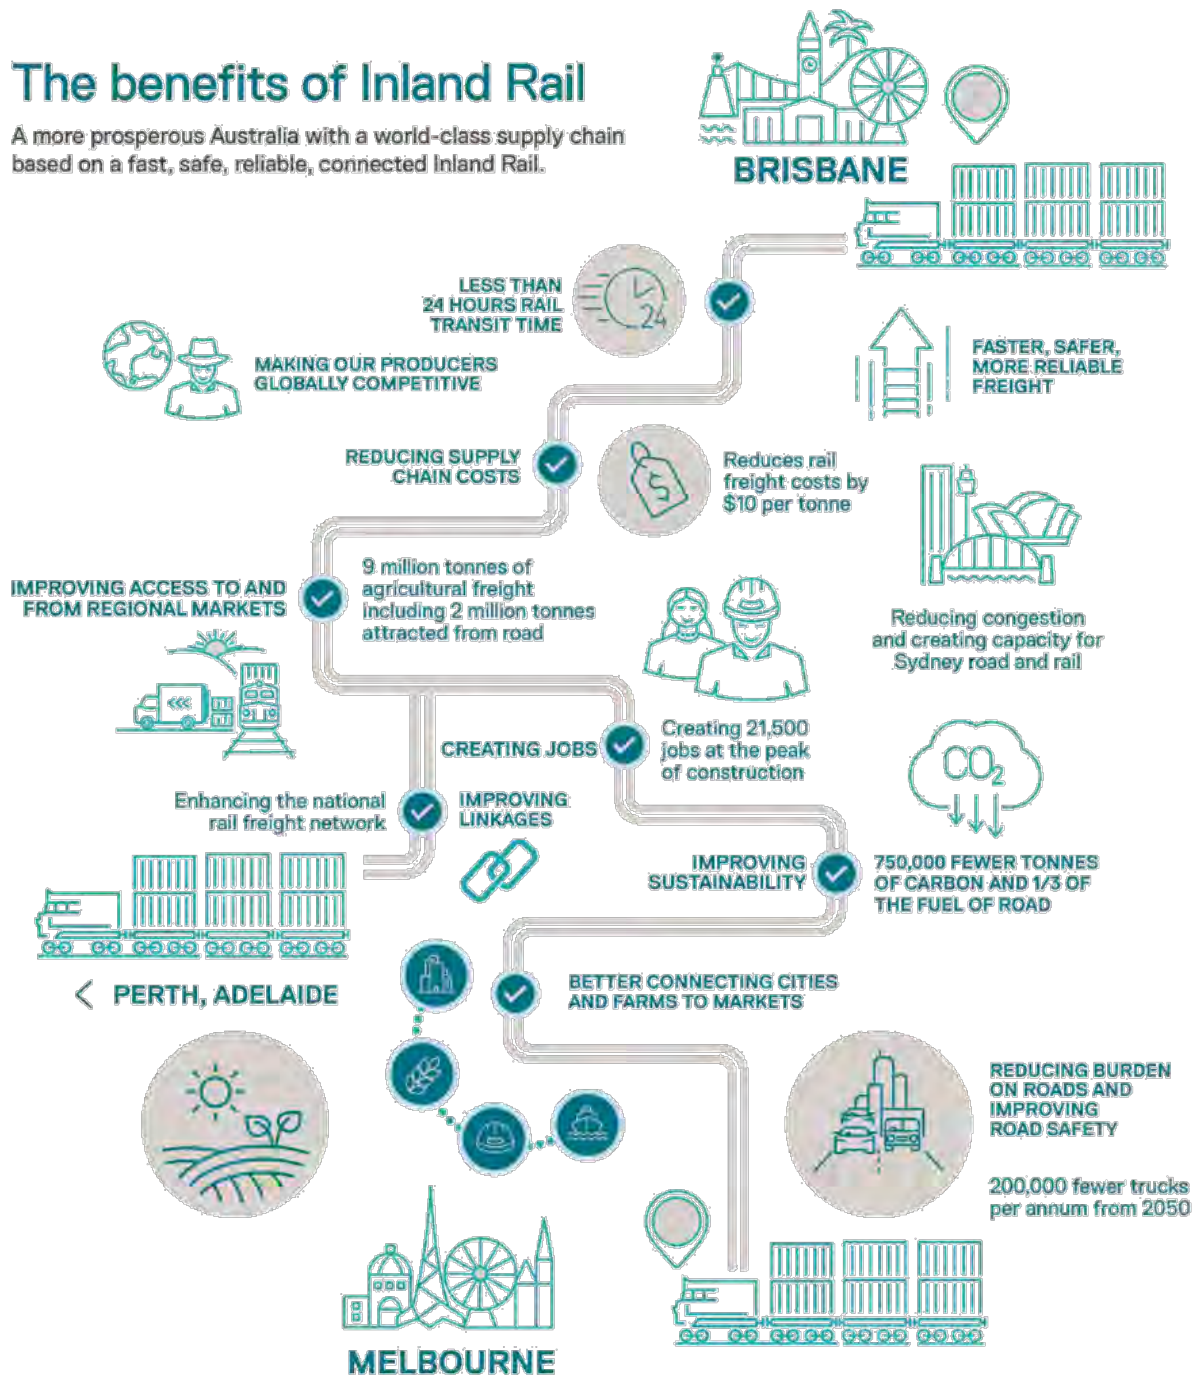 The benefits of Inland Rail
A more prosperous Australia with a world-class supply chain
based on a fast, safe, reliable, connected Inland Rail.
BRISBANE
LESS THAN
24 HOURS RAIL
TRANSIT TIME
24
MAKING OUR PRODUCERS
GLOBALLY COMPETITIVE
FASTER, SAFER,
MORE RELIABLE
FREIGHT
REDUCING SUPPLY
CHAIN COSTS
$
Reduces rail
freight costs by
$10 per tonne
IMPROVING ACCESS TO AND
FROM REGIONAL MARKETS
9 million tonnes of
agricultural freight
including 2 million tonnes
attracted from road
Reducing congestion
and creating capacity for
Sydney road and rail
CREATING JOBS
Creating 21,500
jobs at the peak
of construction
CO2
Enhancing the national
rail freight network
IMPROVING
LINKAGES
IMPROVING
SUSTAINABILITY
750,000 FEWER TONNES
OF CARBON AND 1/3 OF
THE FUEL OF ROAD
< PERTH, ADELAIDE
BETTER CONNECTING CITIES
AND FARMS TO MARKETS
REDUCING BURDEN
ON ROADS AND
IMPROVING
ROAD SAFETY
200,000 fewer trucks
per annum from 2050
MELBOURNE